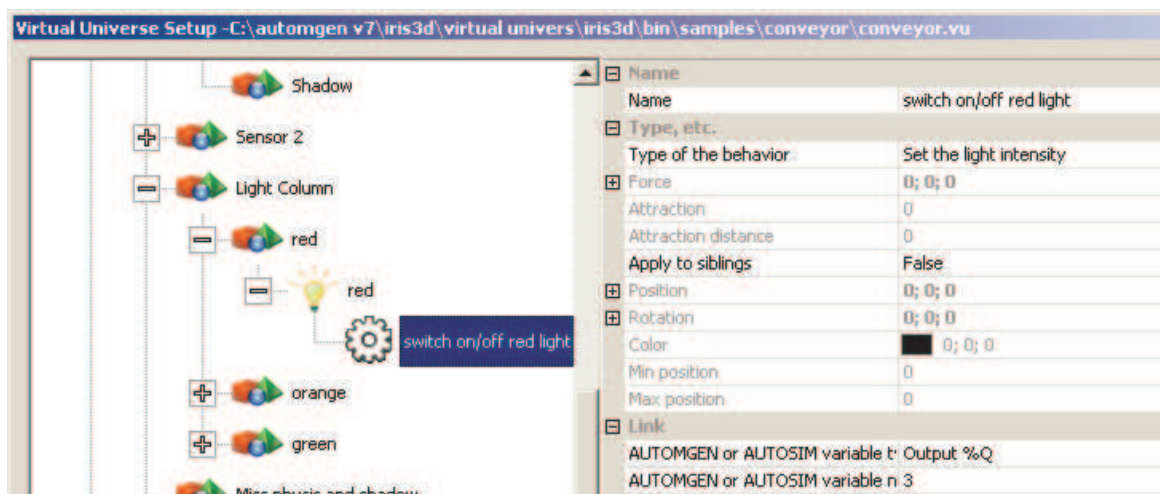 Virtual Universe Setup -C:\automgen v7\iris3d\virtual univers\iris3d\bin\samples\conveyor\conveyor.vu
Shadow
Sensor 2
Light Column
red
red
switch on/off red light
orange
green
Misc physic and shadow
Name
Name switch on/off red light
Type, etc.
Type of the behavior Set the light intensity
Force 0; 0; 0
Attraction 0
Attraction distance 0
Apply to siblings False
Position 0; 0; 0
Rotation 0; 0; 0
Color 0; 0; 0
Min position 0
Max position 0
Link
AUTOMGEN or AUTOSIM variable t Output %Q
AUTOMGEN or AUTOSIM variable n 3